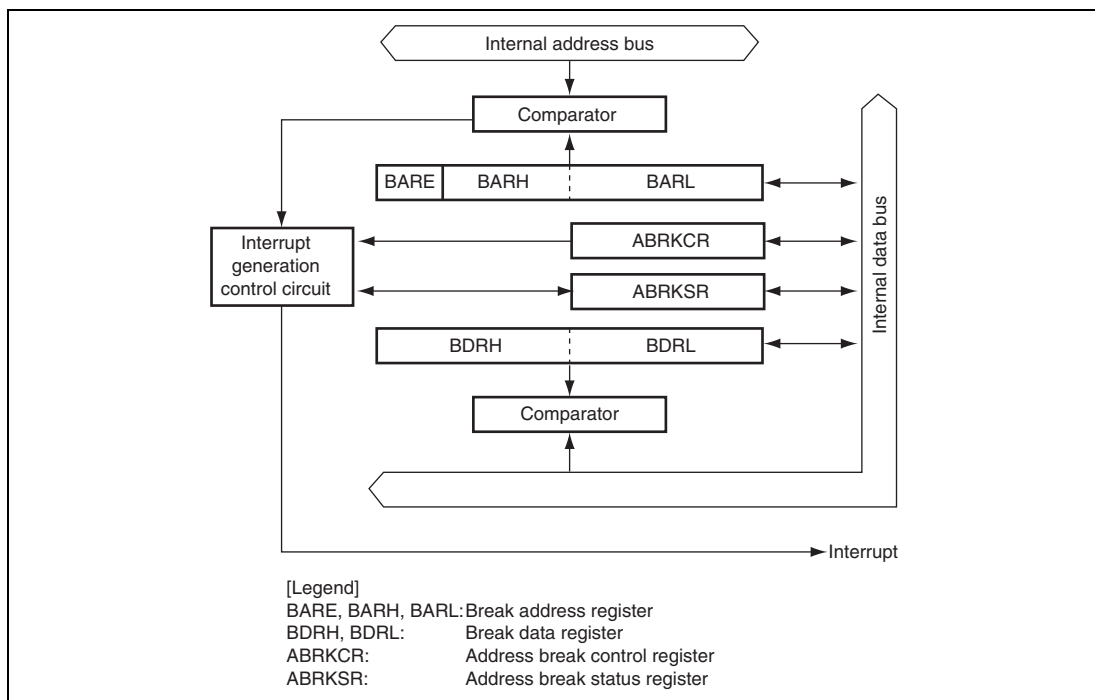 Internal address bus
Comparator
BARE BARH BARL
Internal data bus
Interrupt
generation
control circuit
ABRKCR
ABRKSR
BDRH BDRL
Comparator
Interrupt
[Legend]
BARE, BARH, BARL: Break address register
BDRH, BDRL: Break data register
ABRKCR: Address break control register
ABRKSR: Address break status register